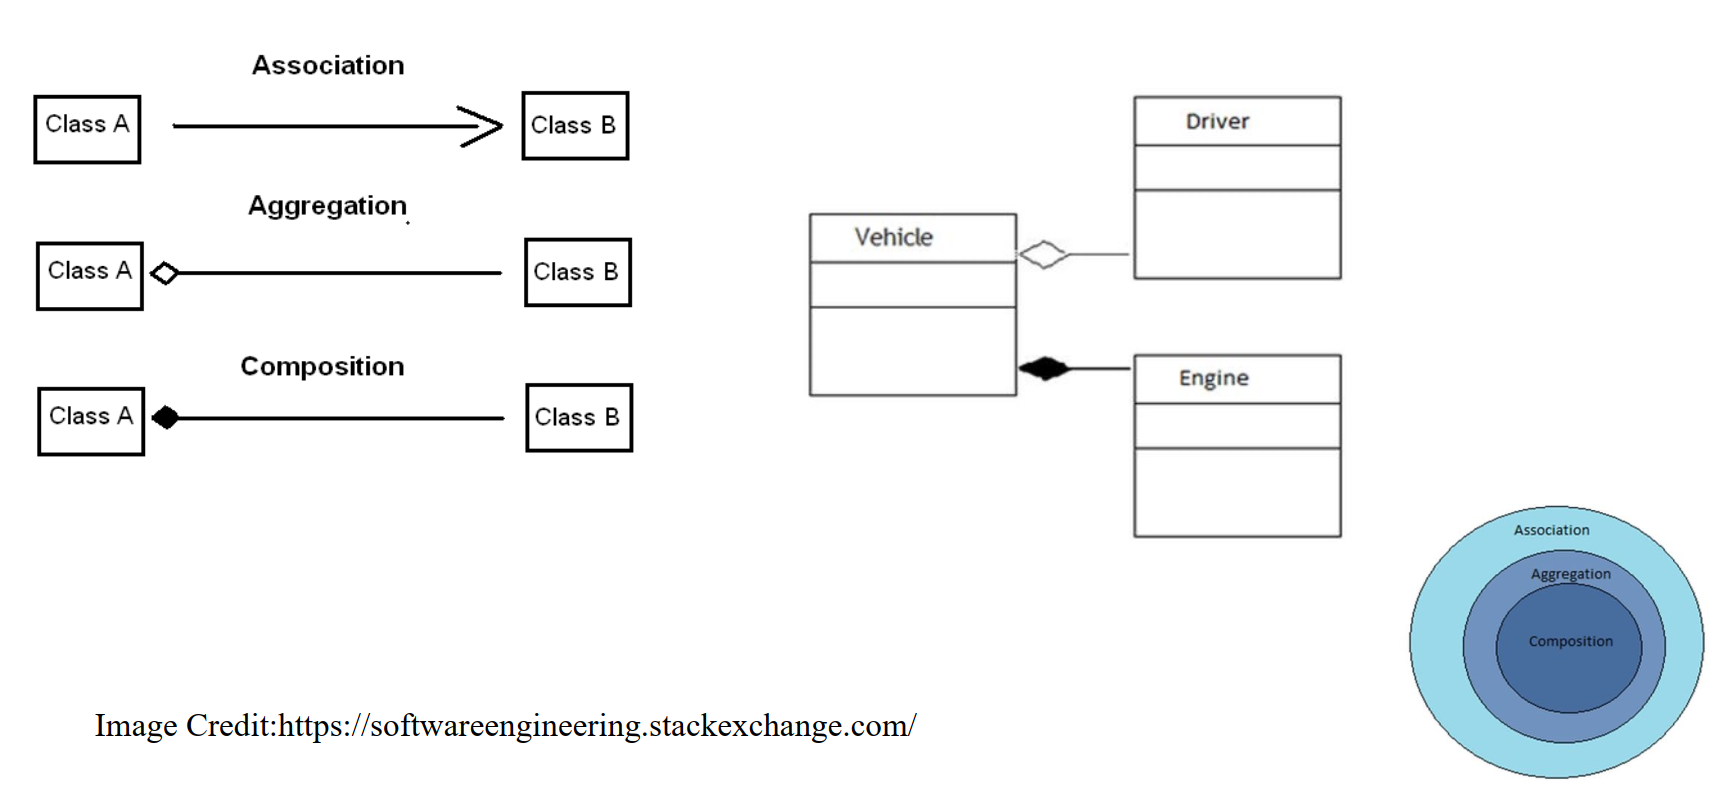 Association
Class A
Class B
Aggregation
Class A
Class B
Composition
Class A
Class B
Driver
Vehicle
Engine
Association
Aggregation
Composition
Image Credit:https://softwareengineering.stackexchange.com/